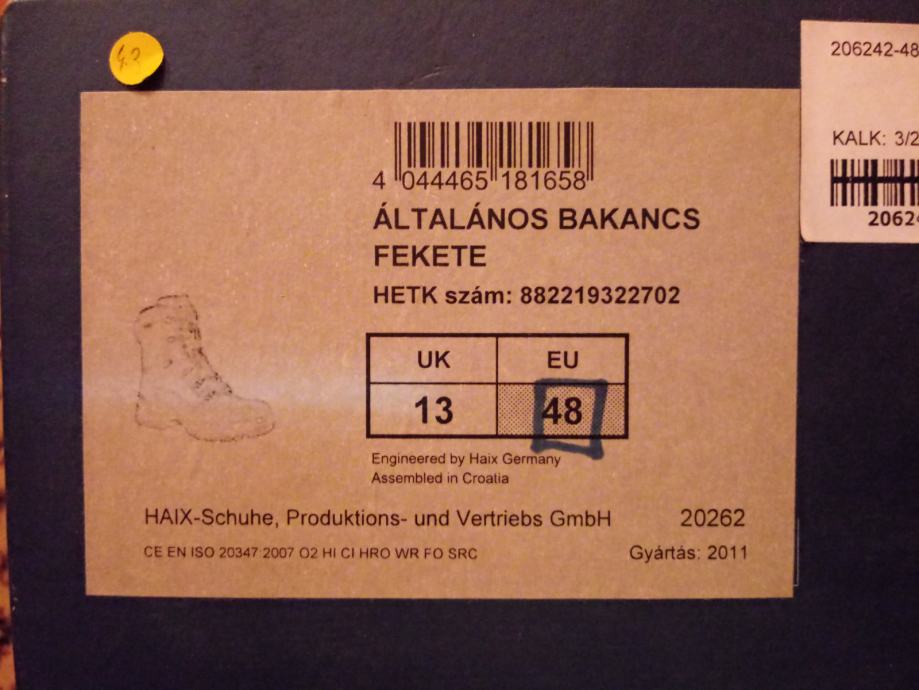 206242-48
KALK: 3/2
2062
4 044465 181658
ÁLTALÁNOS BAKANCS
FEKETE
HETK szám: 882219322702
UK EU
13 48
Engineered by Haix Germany
Assembled in Croatia
HAIX-Schuhe, Produktions- und Vertriebs GmbH 20262
CE EN ISO 20347:2007 O2 HI CI HRO WR FO SRC Gyártás: 2011